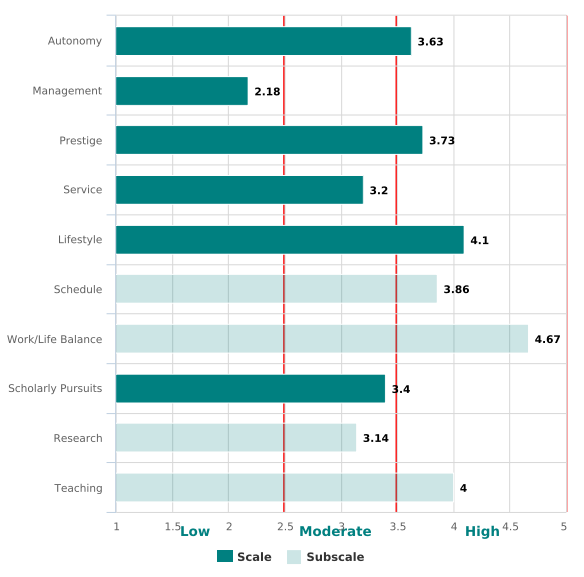 Autonomy 3.63
Management 2.18
Prestige 3.73
Service 3.2
Lifestyle 4.1
Schedule 3.86
Work/Life Balance 4.67
Scholarly Pursuits 3.4
Research 3.14
Teaching 4
1 1.5 2 2.5 3 3.5 4 4.5 5
Low Moderate High
Scale Subscale